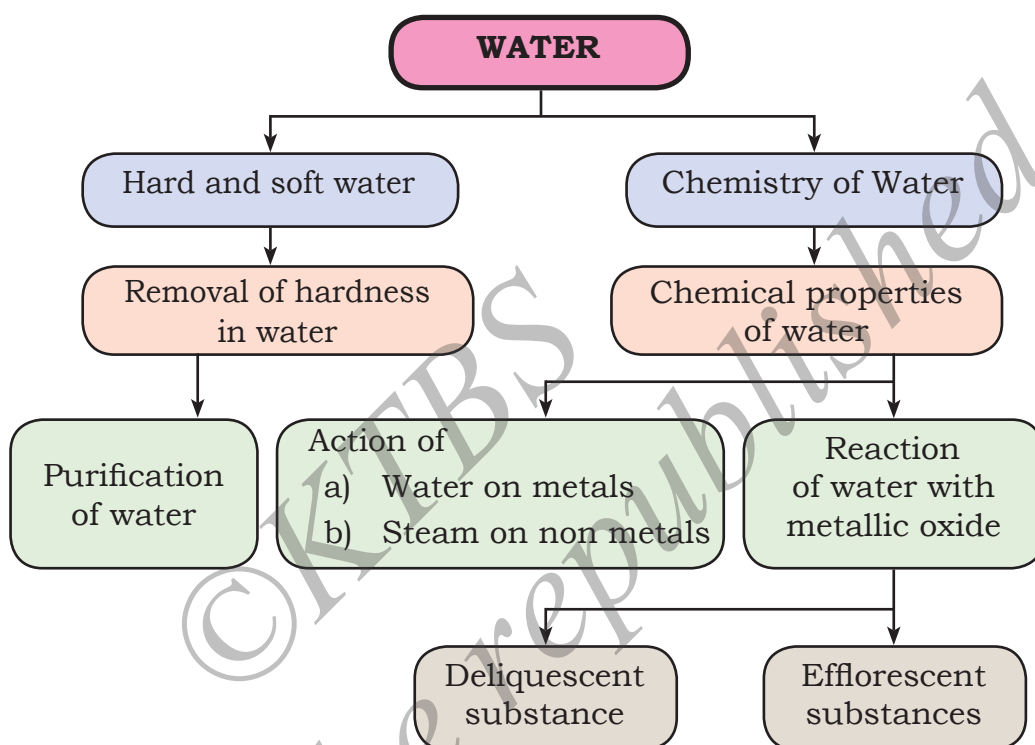 WATER
Hard and soft water
Chemistry of Water
Removal of hardness
in water
Chemical properties
of water
Purification
of water
Action of
a) Water on metals
b) Steam on non metals
Reaction
of water with
metallic oxide
Deliquescent
substance
Efflorescent
substances
©KTBS
republished